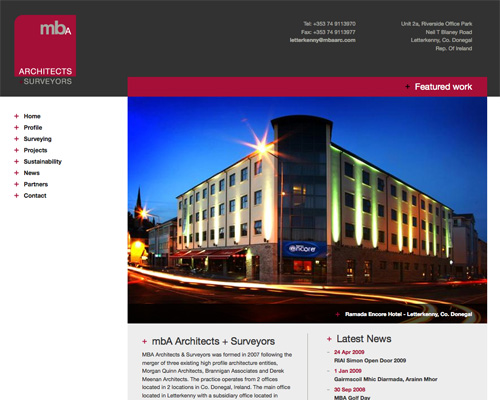 mbA
ARCHITECTS
SURVEYORS
Tel: +353 74 9113970
Fax: +353 74 9113977
letterkenny@mbaarc.com
Unit 2a, Riverside Office Park
Neil T Blaney Road
Letterkenny, Co. Donegal
Rep. Of Ireland
+ Featured work
+ Home
+ Profile
+ Surveying
+ Projects
+ Sustainability
+ News
+ Partners
+ Contact
encore
+ Ramada Encore Hotel - Letterkenny, Co. Donegal
+ mbA Architects + Surveyors
MBA Architects & Surveyors was formed in 2007 following the
merger of three existing high profile architecture entities,
Morgan Quinn Architects, Brannigan Associates and Derek
Meenan Architects. The practice operates from 2 offices
located in 2 locations in Co. Donegal, Ireland. The main office
located in Letterkenny with a subsidiary office located in
+ Latest News
- 24 Apr 2009
RIAI Simon Open Door 2009
- 1 Jan 2009
Gairmscoil Mhic Diarmada, Arainn Mhor
- 30 Sep 2008
MBA Golf Day